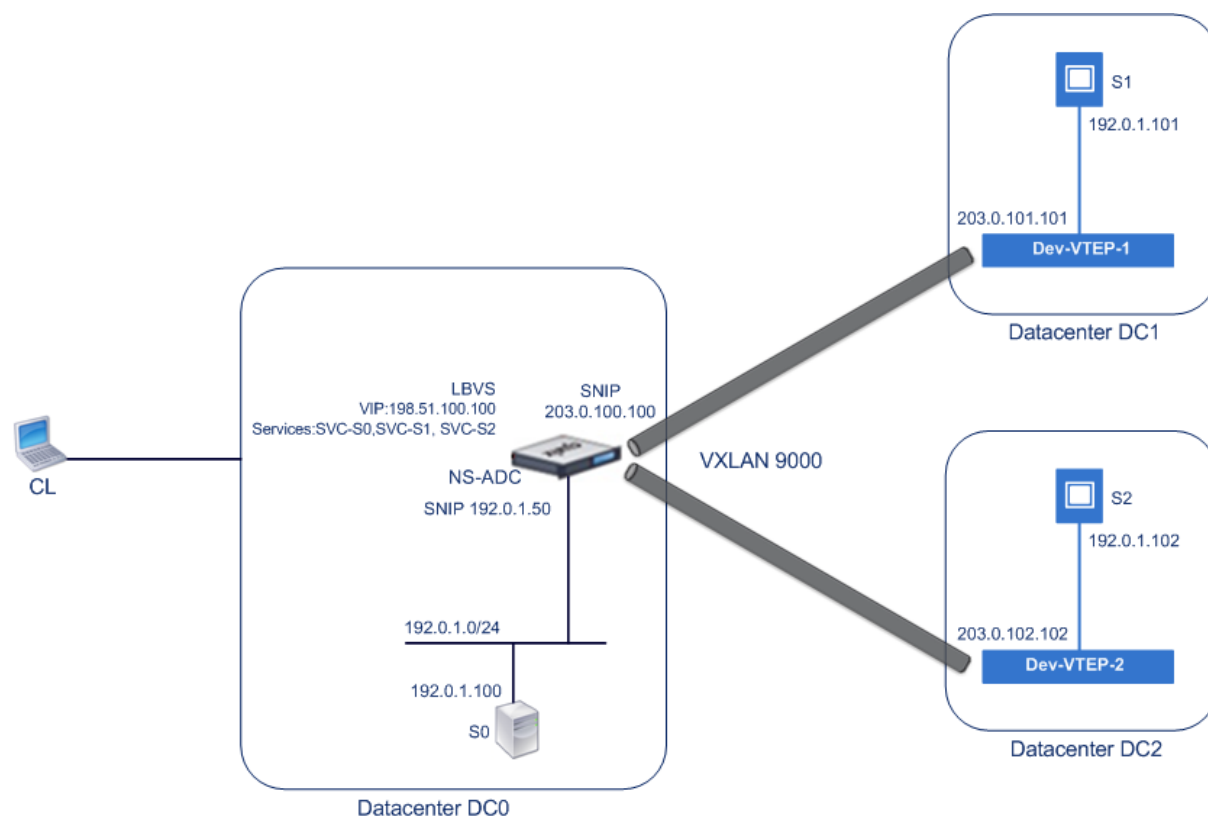 S1
192.0.1.101
203.0.101.101
Dev-VTEP-1
Datacenter DC1
LBVS
VIP:198.51.100.100
Services:SVC-S0,SVC-S1, SVC-S2
SNIP
203.0.100.100
CL
NS-ADC
SNIP 192.0.1.50
VXLAN 9000
S2
192.0.1.102
203.0.102.102
Dev-VTEP-2
Datacenter DC2
192.0.1.0/24
192.0.1.100
S0
Datacenter DC0